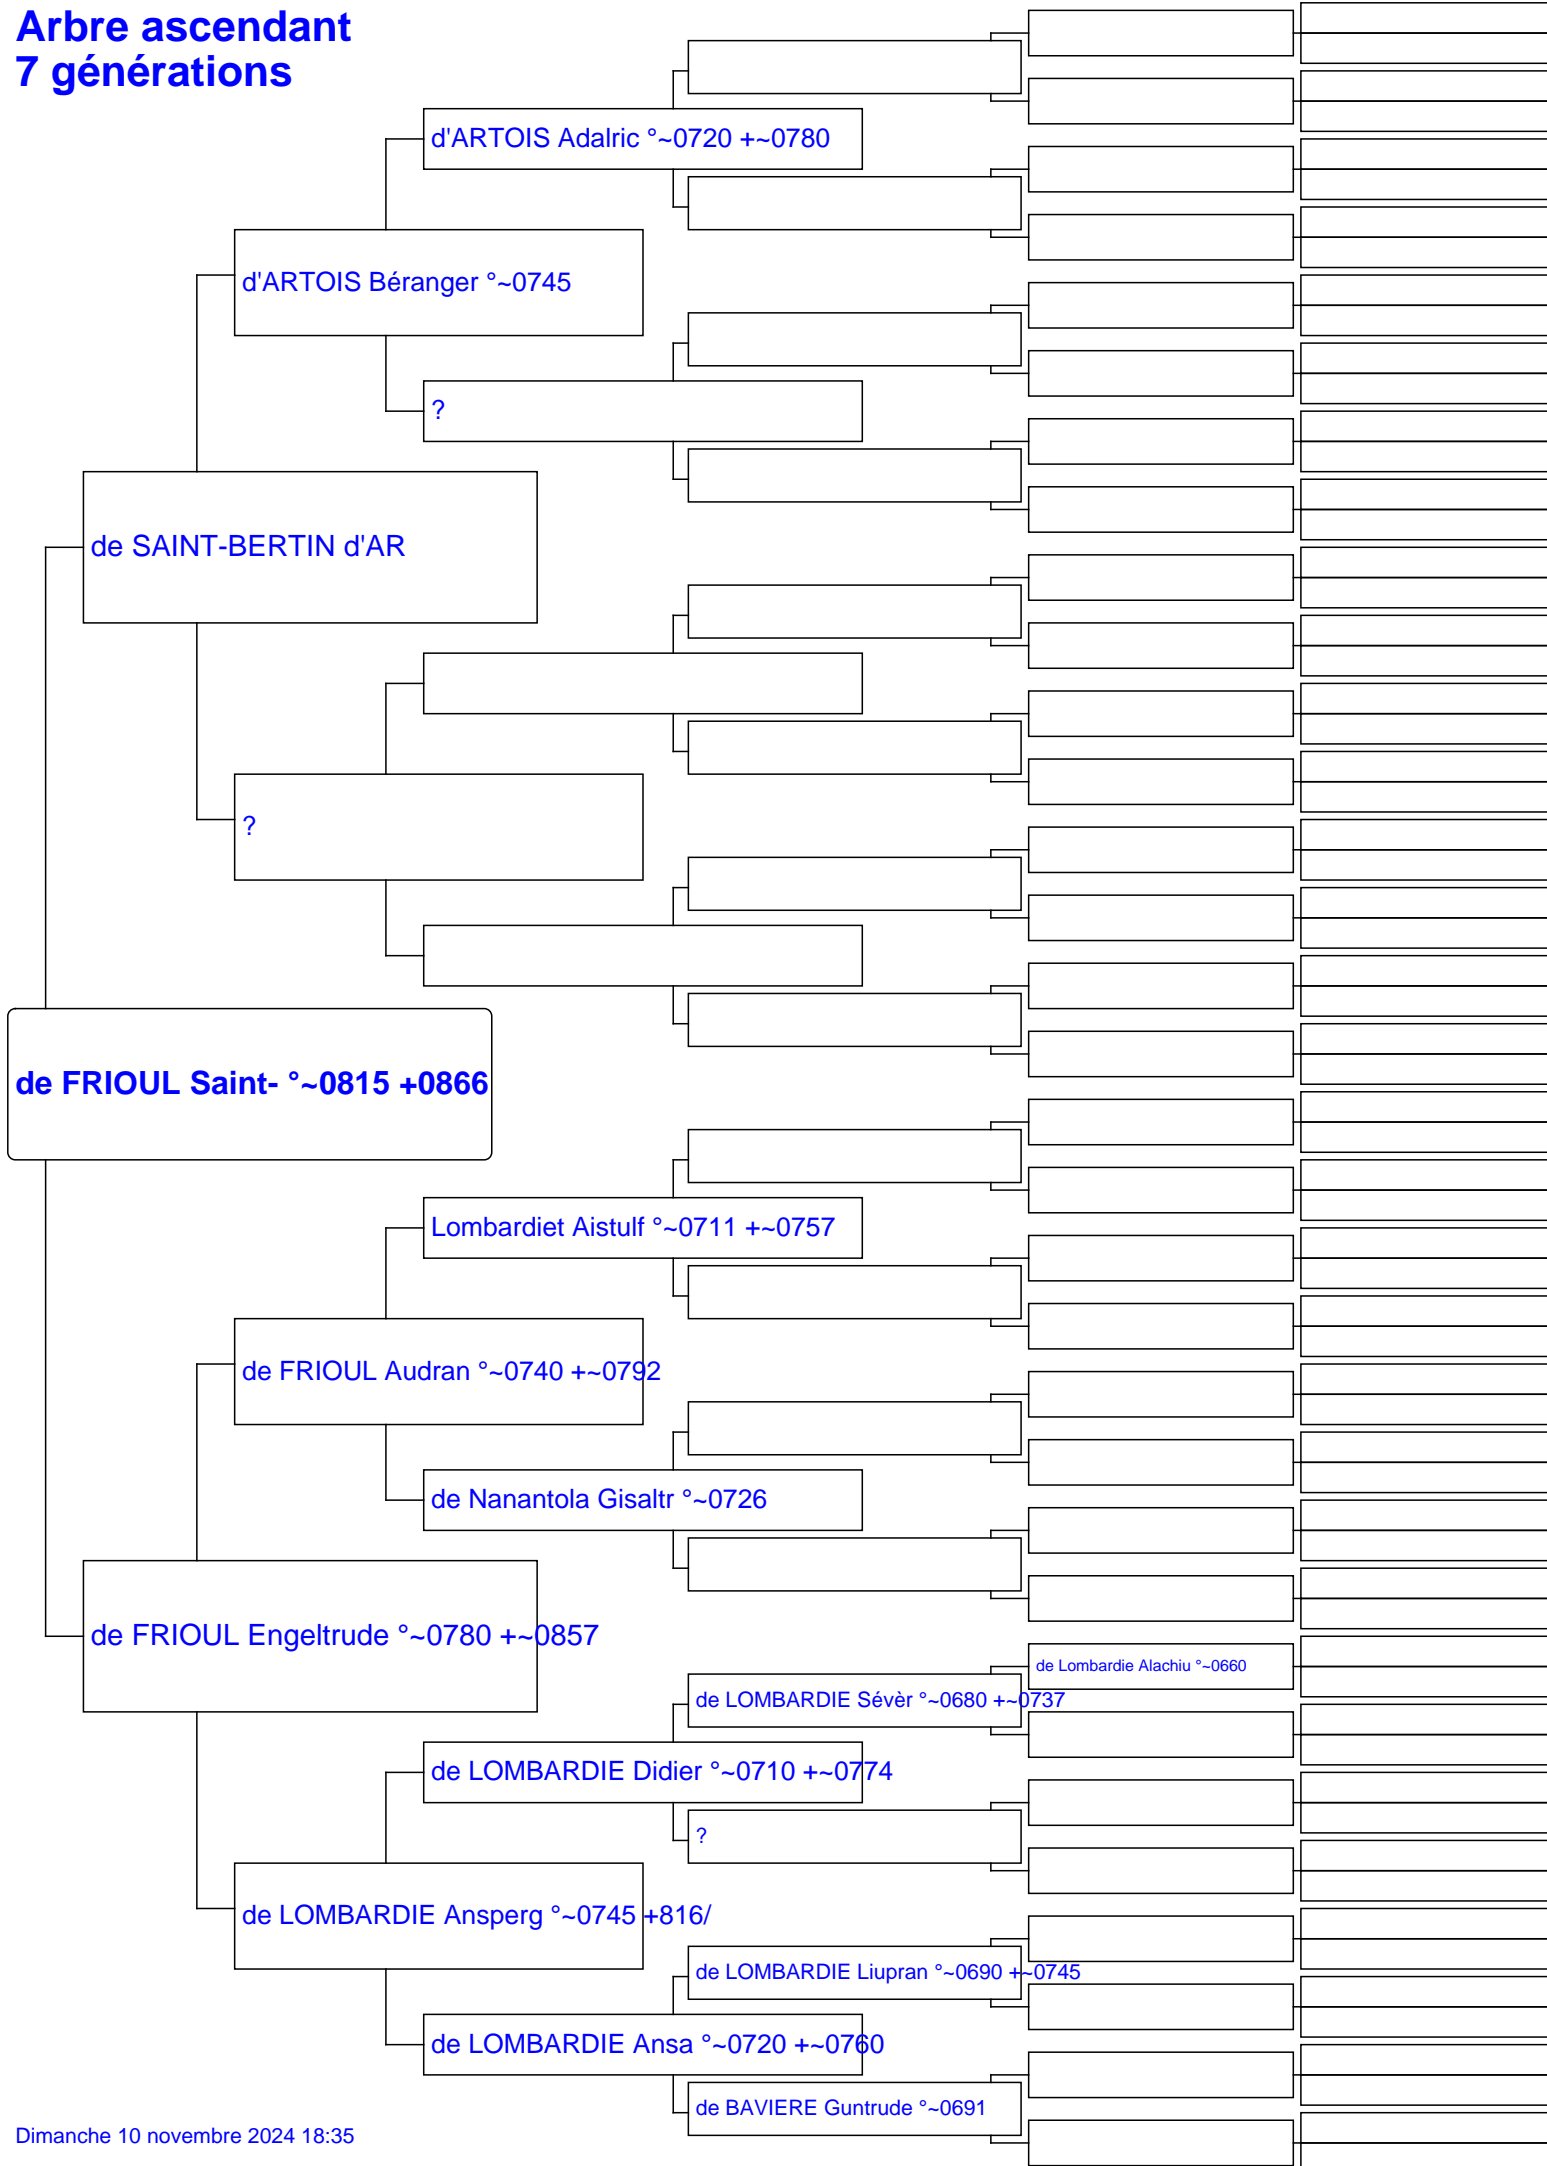 Arbre ascendant
7 générations
d'ARTOIS Adalric °~0720 +~0780
d'ARTOIS Béranger °~0745
?
de SAINT-BERTIN d'AR
?
de FRIOUL Saint- °~0815 +0866
Lombardiet Aistulf °~0711 +~0757
de FRIOUL Audran °~0740 +~0792
de Nanantola Gisaltr °~0726
de FRIOUL Engeltrude °~0780 +~0857
de Lombardie Alachiu °~0660
de LOMBARDIE Sévèr °~0680 +~0737
de LOMBARDIE Didier °~0710 +~0774
?
de LOMBARDIE Ansperg °~0745 +816/
de LOMBARDIE Liupran °~0690 +~0745
de LOMBARDIE Ansa °~0720 +~0760
de BAVIERE Guntrude °~0691
Dimanche 10 novembre 2024 18:35